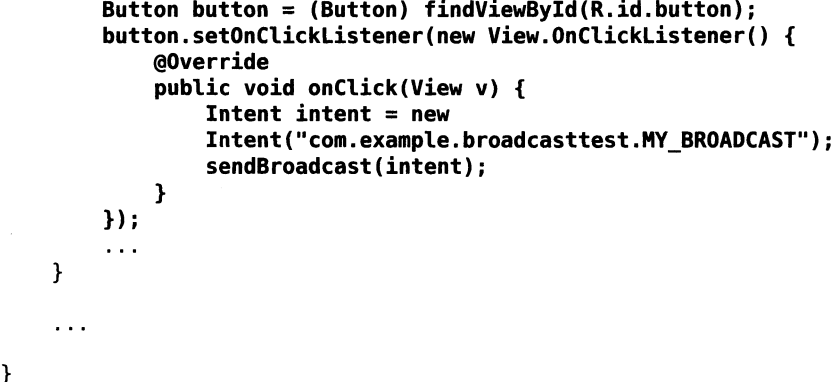 Button button = (Button) findViewById(R.id.button);
button.setOnClickListener(new View.OnClickListener() {
@Override
public void onClick(View v) {
Intent intent = new
Intent("com.example.broadcasttest.MY_BROADCAST");
sendBroadcast(intent);
}
});
...
}
...
}